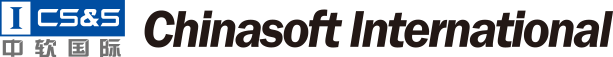 I CS&S
中软国际
Chinasoft International